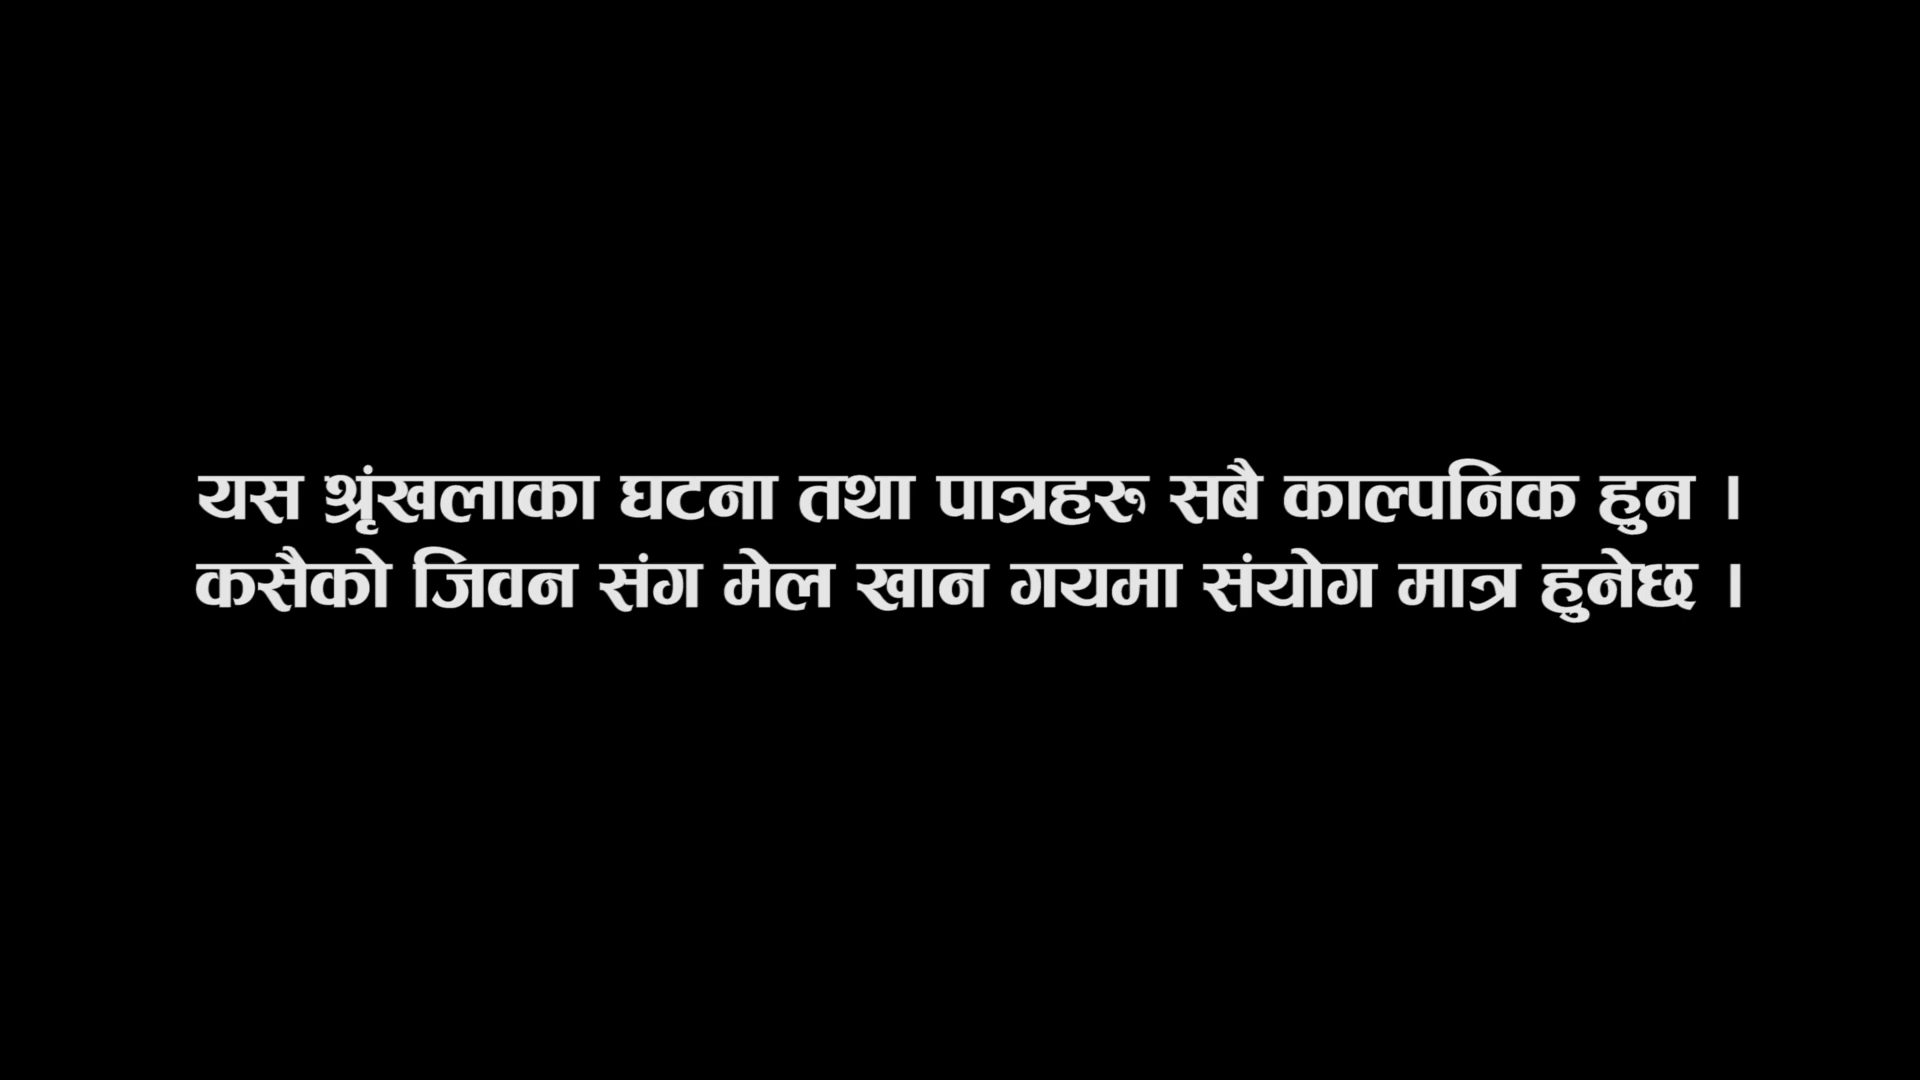 यस श्रृंखलाका घटना तथा पात्रहरु सबै काल्पनिक हुन ।
कसैको जिवन संग मेल खान गयमा संयोग मात्र हुनेछ ।